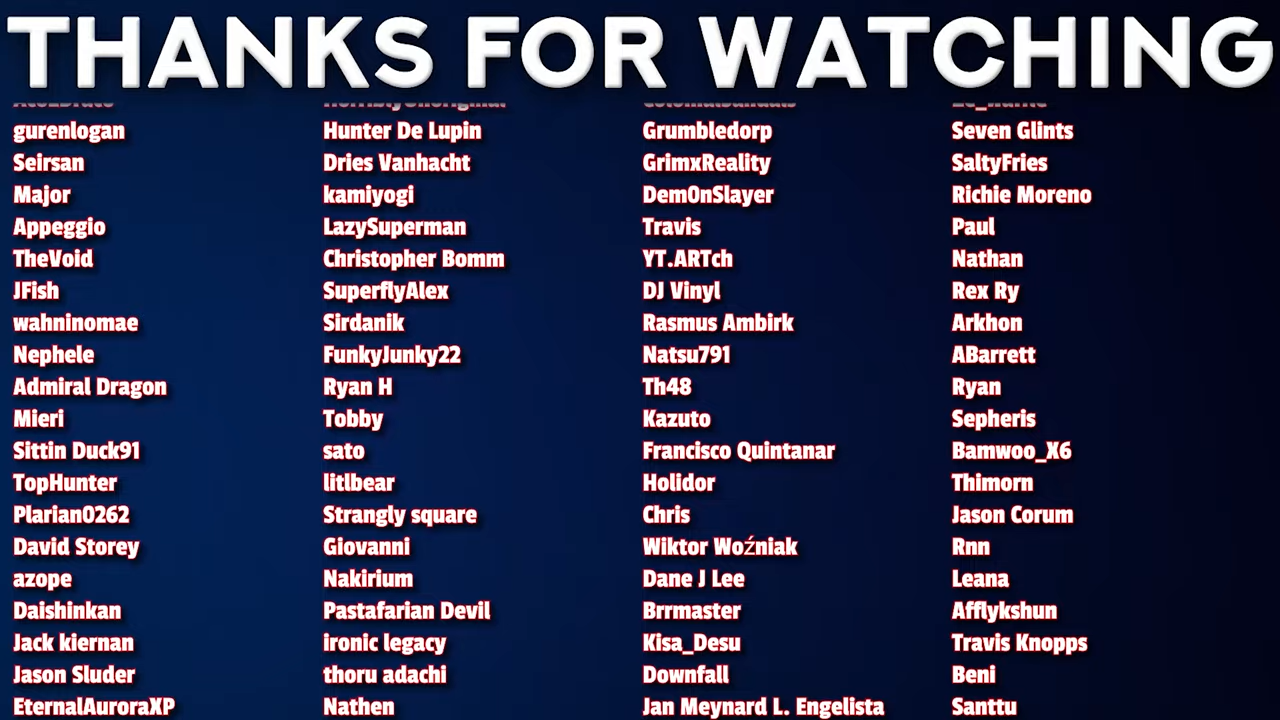 THANKS FOR WATCHING
gurenlogan
Seirsan
Major
Appeggio
TheVoid
JFish
wahninomae
Nephele
Admiral Dragon
Mieri
Sittin Duck91
TopHunter
Plarian0262
David Storey
azope
Daishinkan
Jack kiernan
Jason Sluder
EternalAuroraXP
Hunter De Lupin
Dries Vanhacht
kamiyogi
LazySuperman
Christopher Bomm
SuperflyAlex
Sirdanik
FunkyJunky22
Ryan H
Tobby
sato
litlbear
Strangly square
Giovanni
Nakirium
Pastafarian Devil
ironic legacy
thoru adachi
Nathen
Grumbledorp
GrimxReality
Dem0nSlayer
Travis
YT.ARTch
DJ Vinyl
Rasmus Ambirk
Natsu791
Th48
Kazuto
Francisco Quintanar
Holidor
Chris
Wiktor Woźniak
Dane J Lee
Brrmaster
Kisa_Desu
Downfall
Jan Meynard L. Engelista
Seven Glints
SaltyFries
Richie Moreno
Paul
Nathan
Rex Ry
Arkhon
ABarrett
Ryan
Sepheris
Bamwoo_X6
Thimorn
Jason Corum
Rnn
Leana
Afflykshun
Travis Knopps
Beni
Santtu